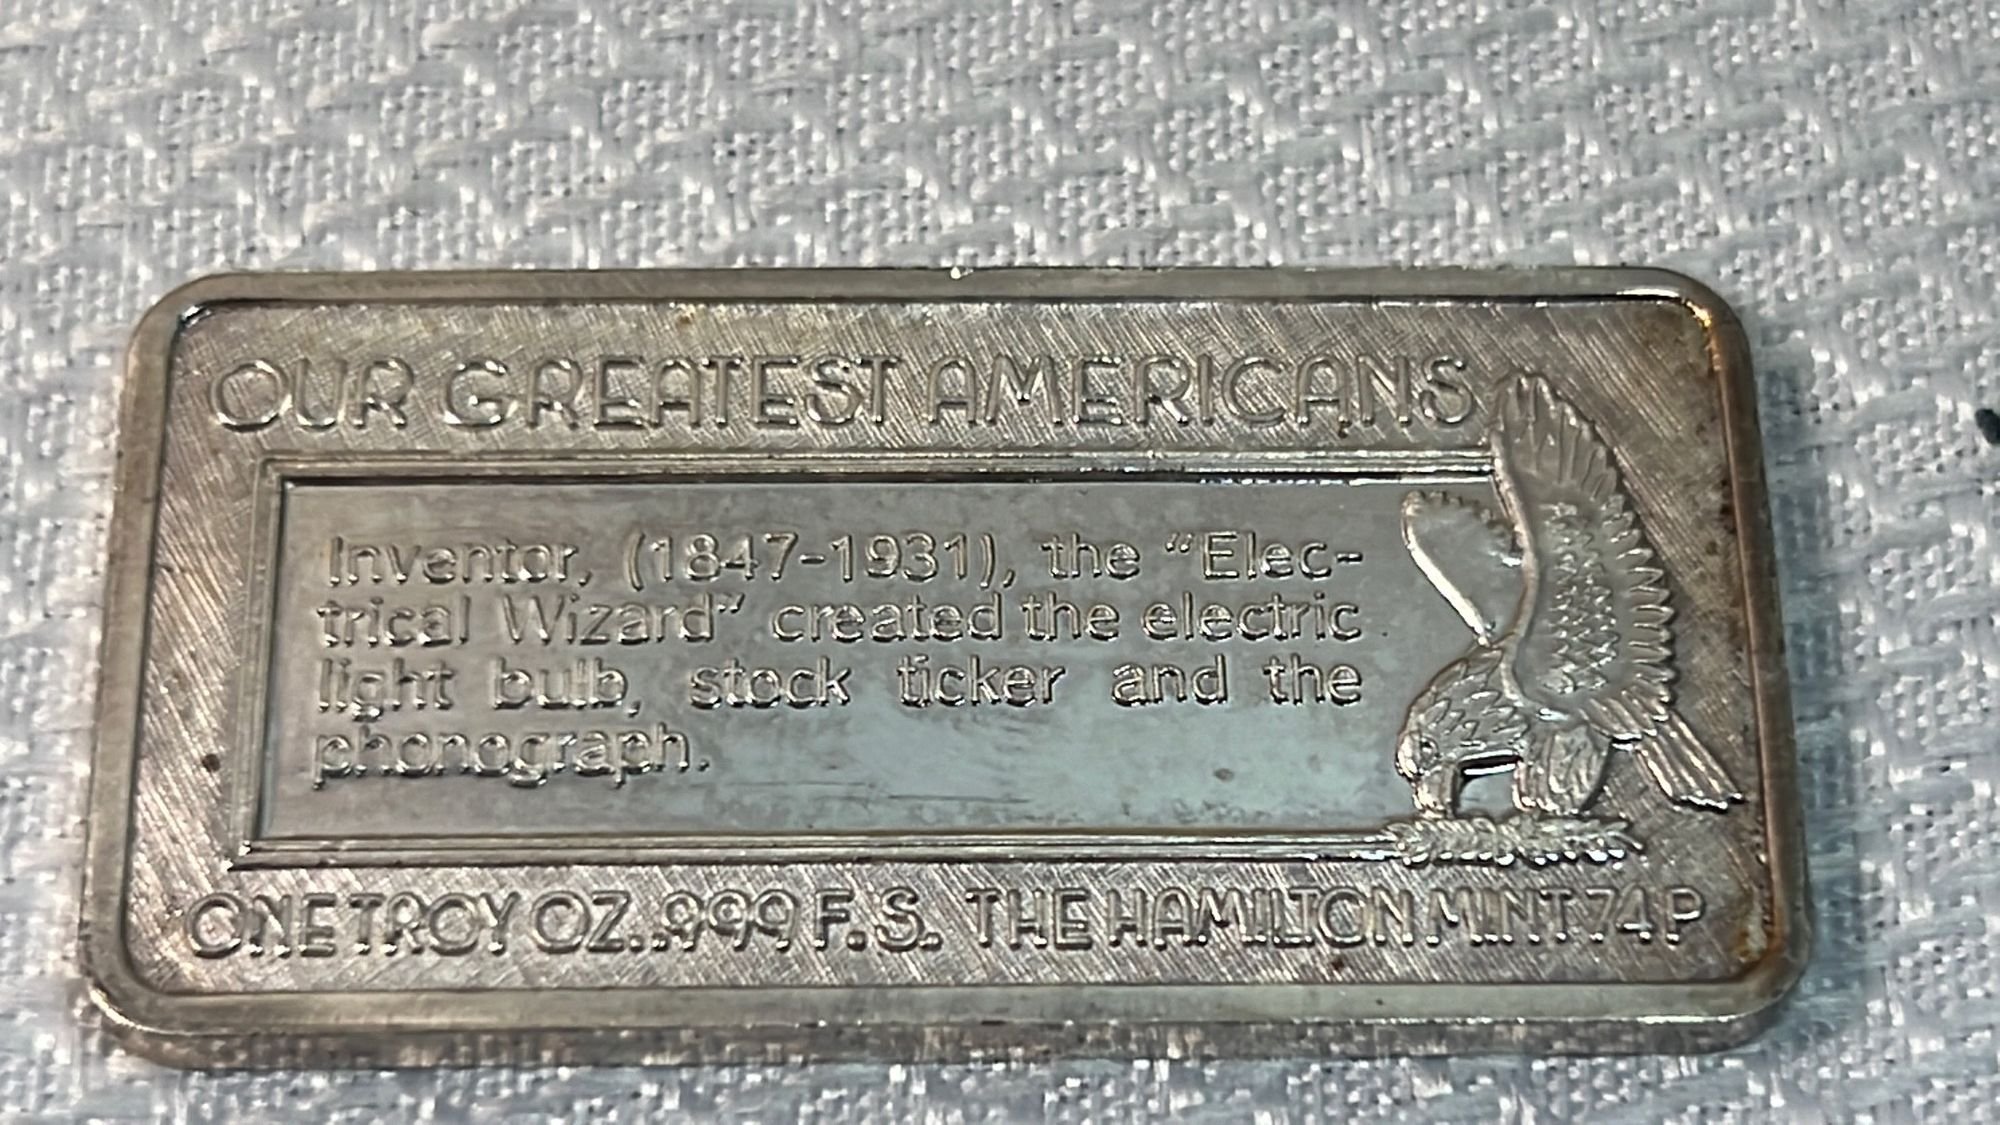 OUR GREATEST AMERICANS
Inventor, (1847-1931), the “Elec-
trical Wizard” created the electric
light bulb, stock ticker and the
phonograph.
ONE TROY OZ. .999 F.S. THE HAMILTON MINT 74 P